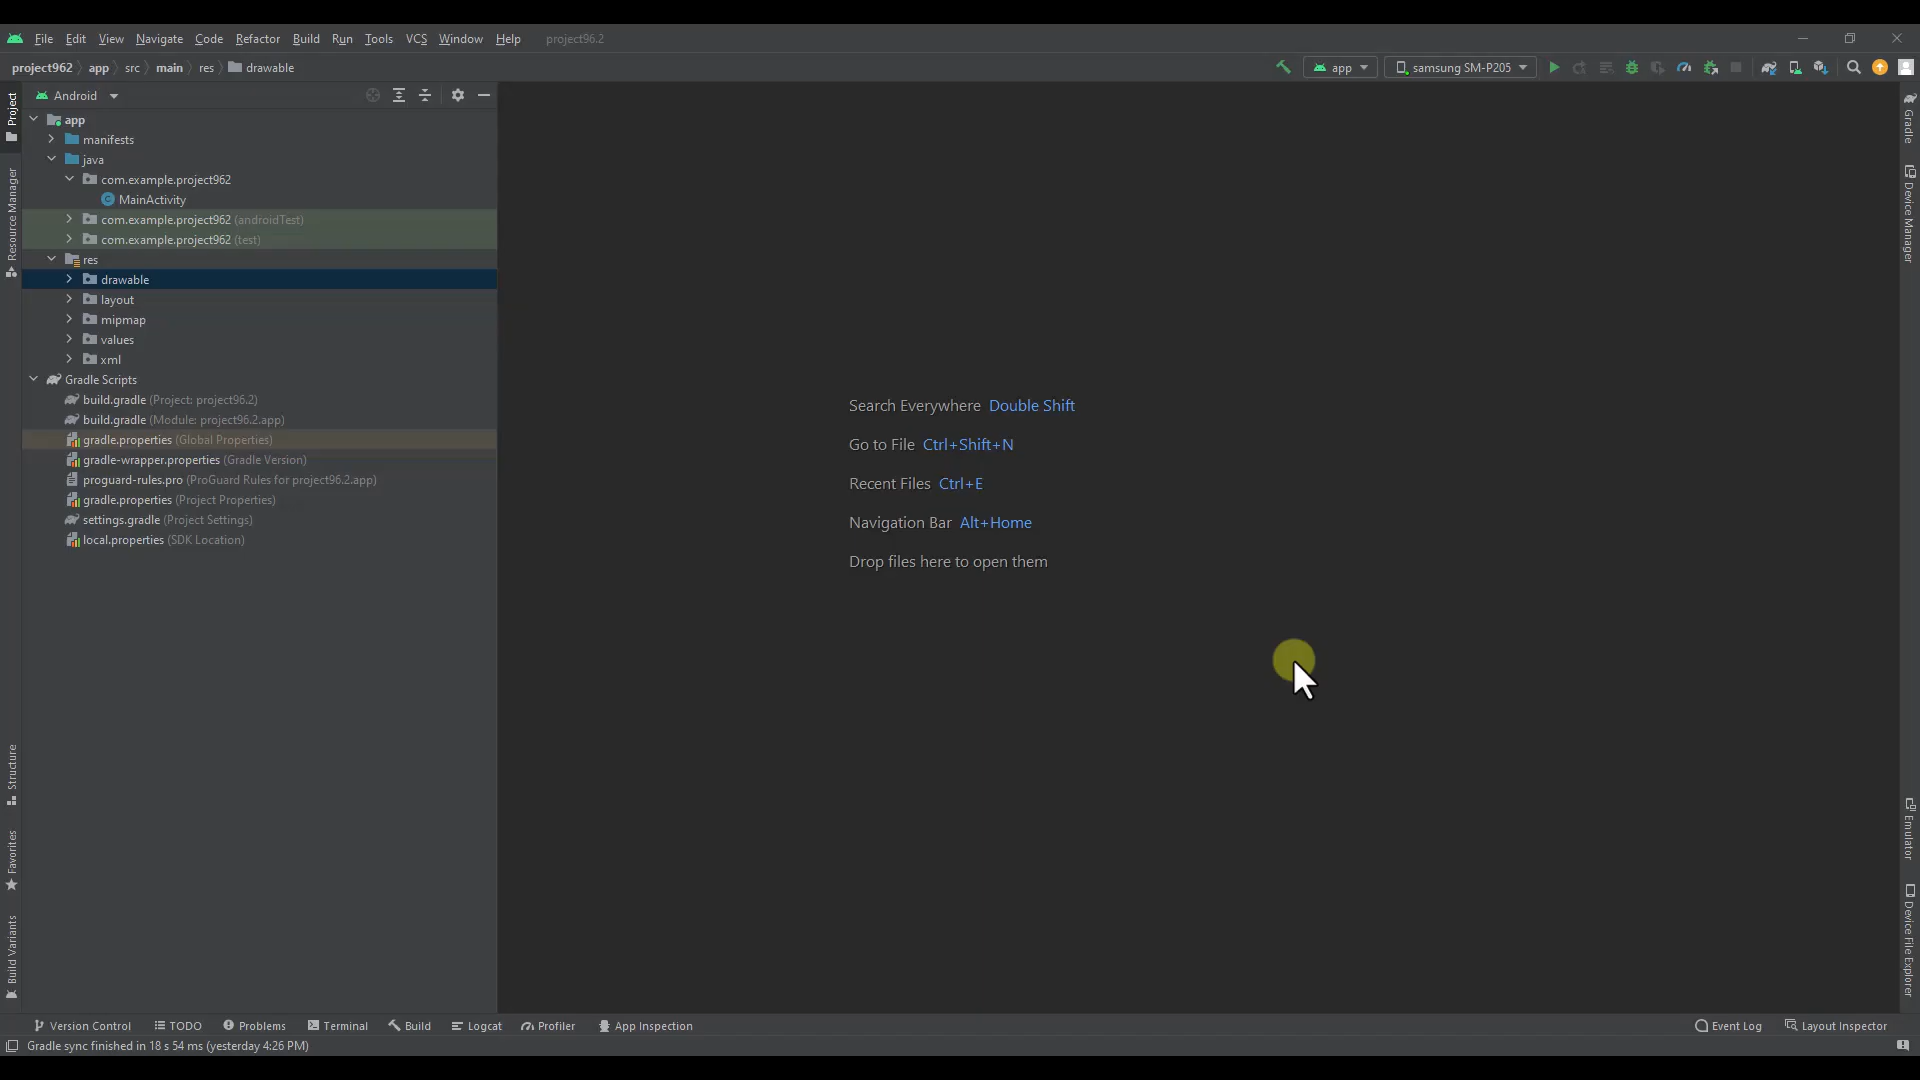 File Edit View Navigate Code Refactor Build Run Tools VCS Window Help project96.2
project962 app src main res drawable
app samsung SM-P205
Android
app
manifests
java
com.example.project962
MainActivity
com.example.project962 (androidTest)
com.example.project962 (test)
res
drawable
layout
mipmap
values
xml
Gradle Scripts
build.gradle (Project: project96.2)
build.gradle (Module: project96.2.app)
gradle.properties (Global Properties)
gradle-wrapper.properties (Gradle Version)
proguard-rules.pro (ProGuard Rules for project96.2.app)
gradle.properties (Project Properties)
settings.gradle (Project Settings)
local.properties (SDK Location)
Project
Resource Manager
Structure
Favorites
Build Variants
Search Everywhere Double Shift
Go to File Ctrl+Shift+N
Recent Files Ctrl+E
Navigation Bar Alt+Home
Drop files here to open them
Gradle
Device Manager
Emulator
Device File Explorer
Version Control TODO Problems Terminal Build Logcat Profiler App Inspection Event Log Layout Inspector
Gradle sync finished in 18 s 54 ms (yesterday 4:26 PM)